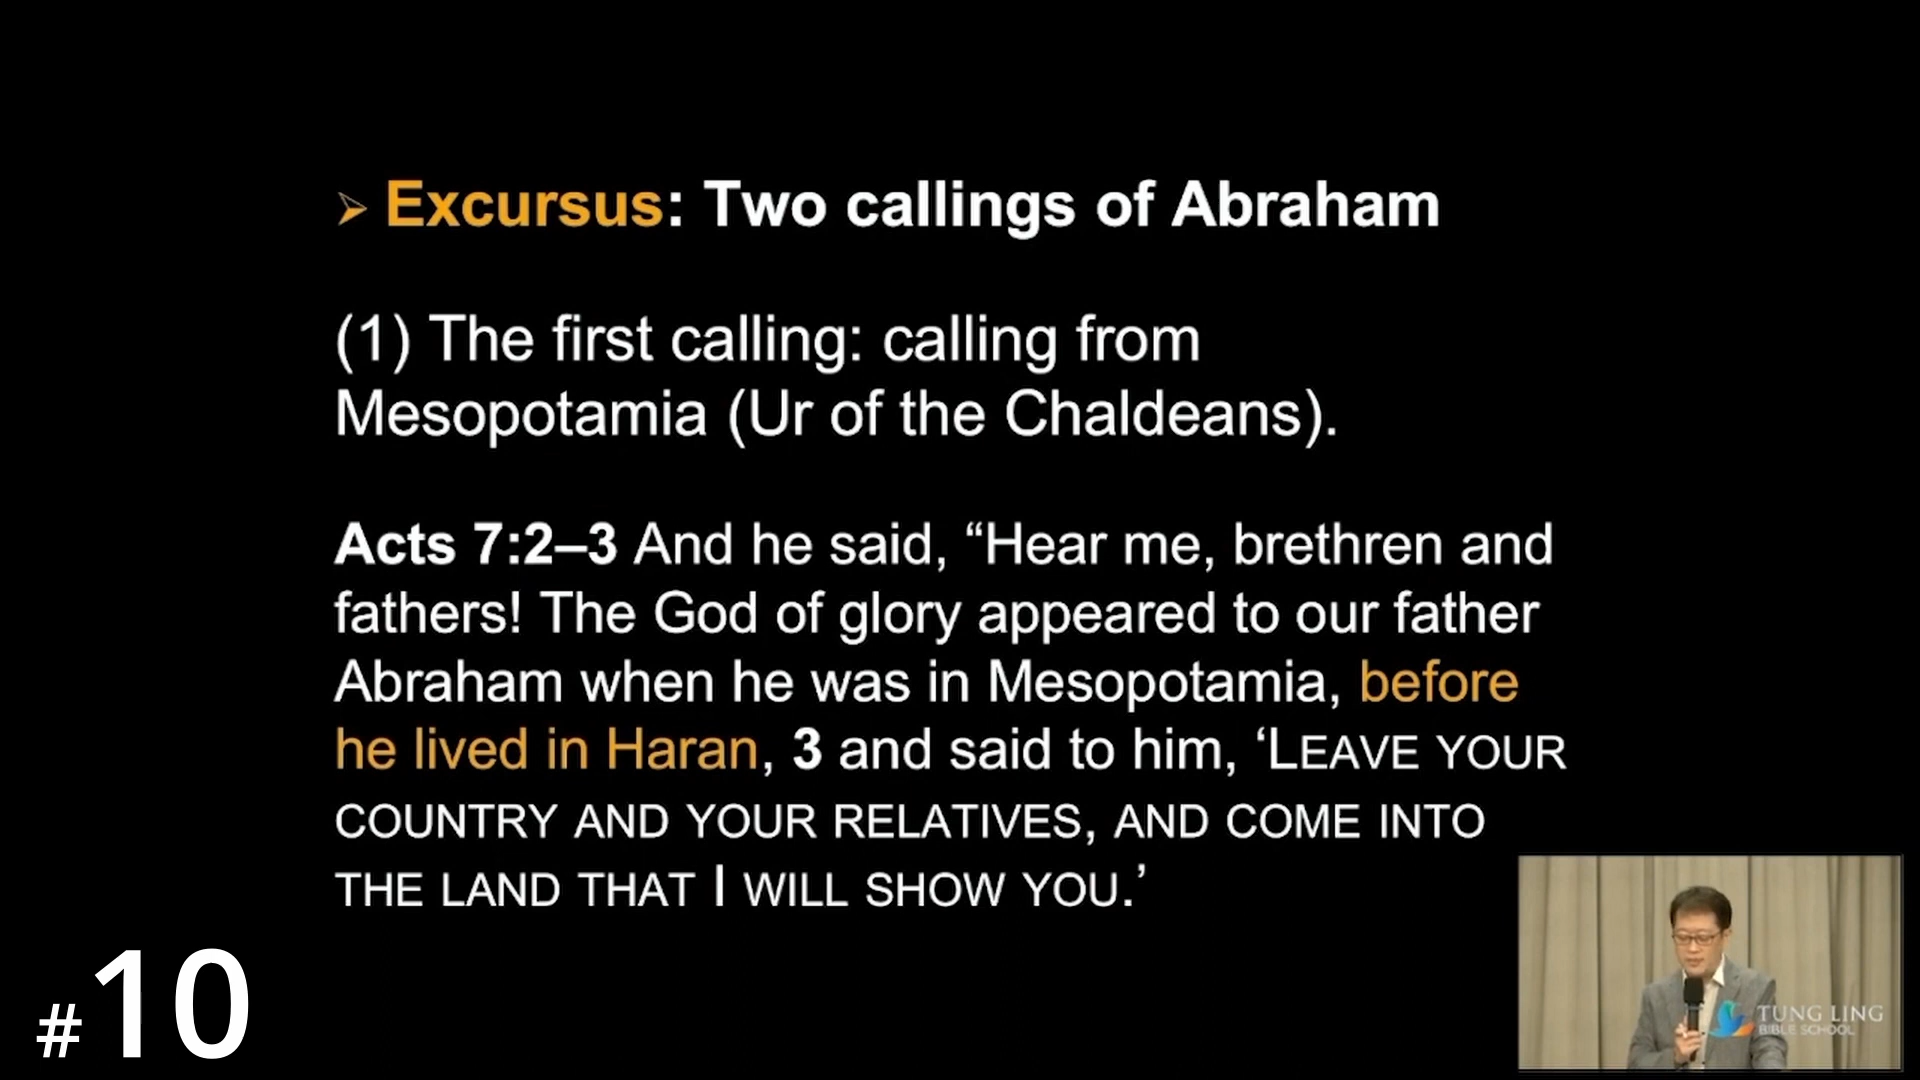 ➢ Excursus: Two callings of Abraham
(1) The first calling: calling from
Mesopotamia (Ur of the Chaldeans).
Acts 7:2–3 And he said, “Hear me, brethren and
fathers! The God of glory appeared to our father
Abraham when he was in Mesopotamia, before
he lived in Haran, 3 and said to him, ‘LEAVE YOUR
COUNTRY AND YOUR RELATIVES, AND COME INTO
THE LAND THAT I WILL SHOW YOU.’
#10
TUNG LING
BIBLE SCHOOL